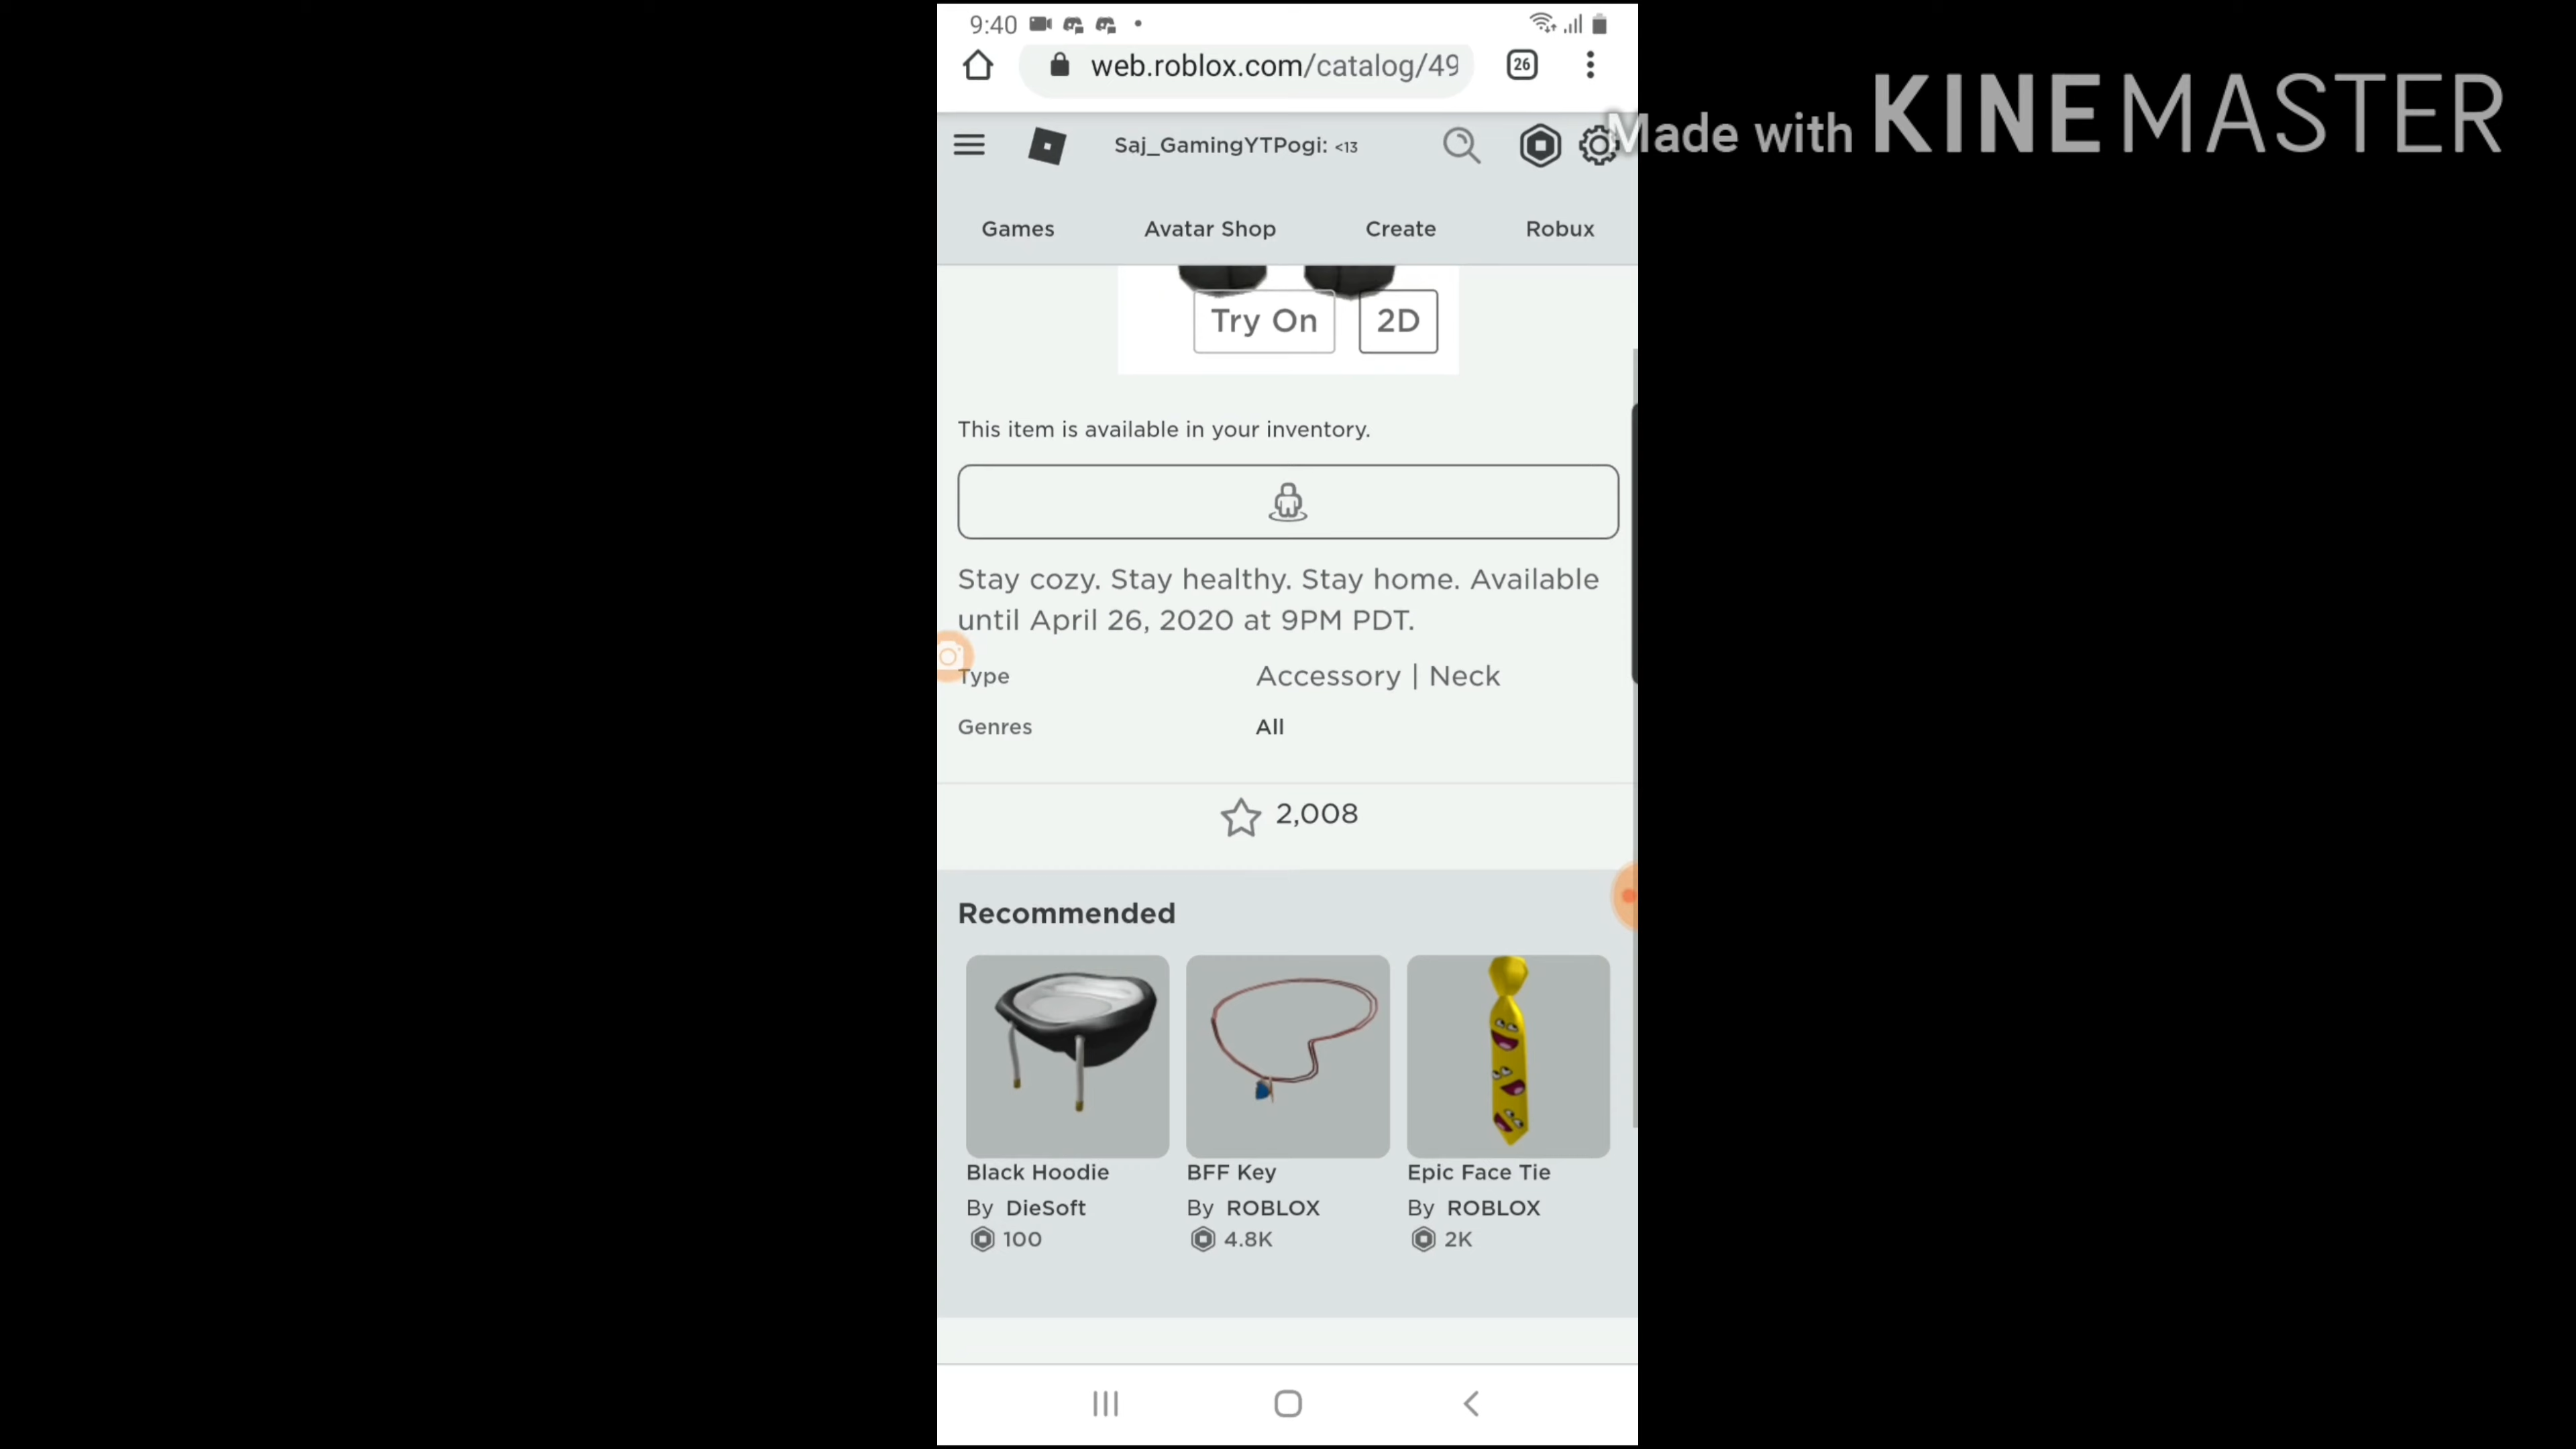 9:40
web.roblox.com/catalog/49
26
Made with KINEMASTER
Saj_GamingYTPogi: <13
Games Avatar Shop Create Robux
Try On 2D
This item is available in your inventory.
Stay cozy. Stay healthy. Stay home. Available
until April 26, 2020 at 9PM PDT.
Type Accessory | Neck
Genres All
2,008
Recommended
Black Hoodie BFF Key Epic Face Tie
By DieSoft By ROBLOX By ROBLOX
100 4.8K 2K